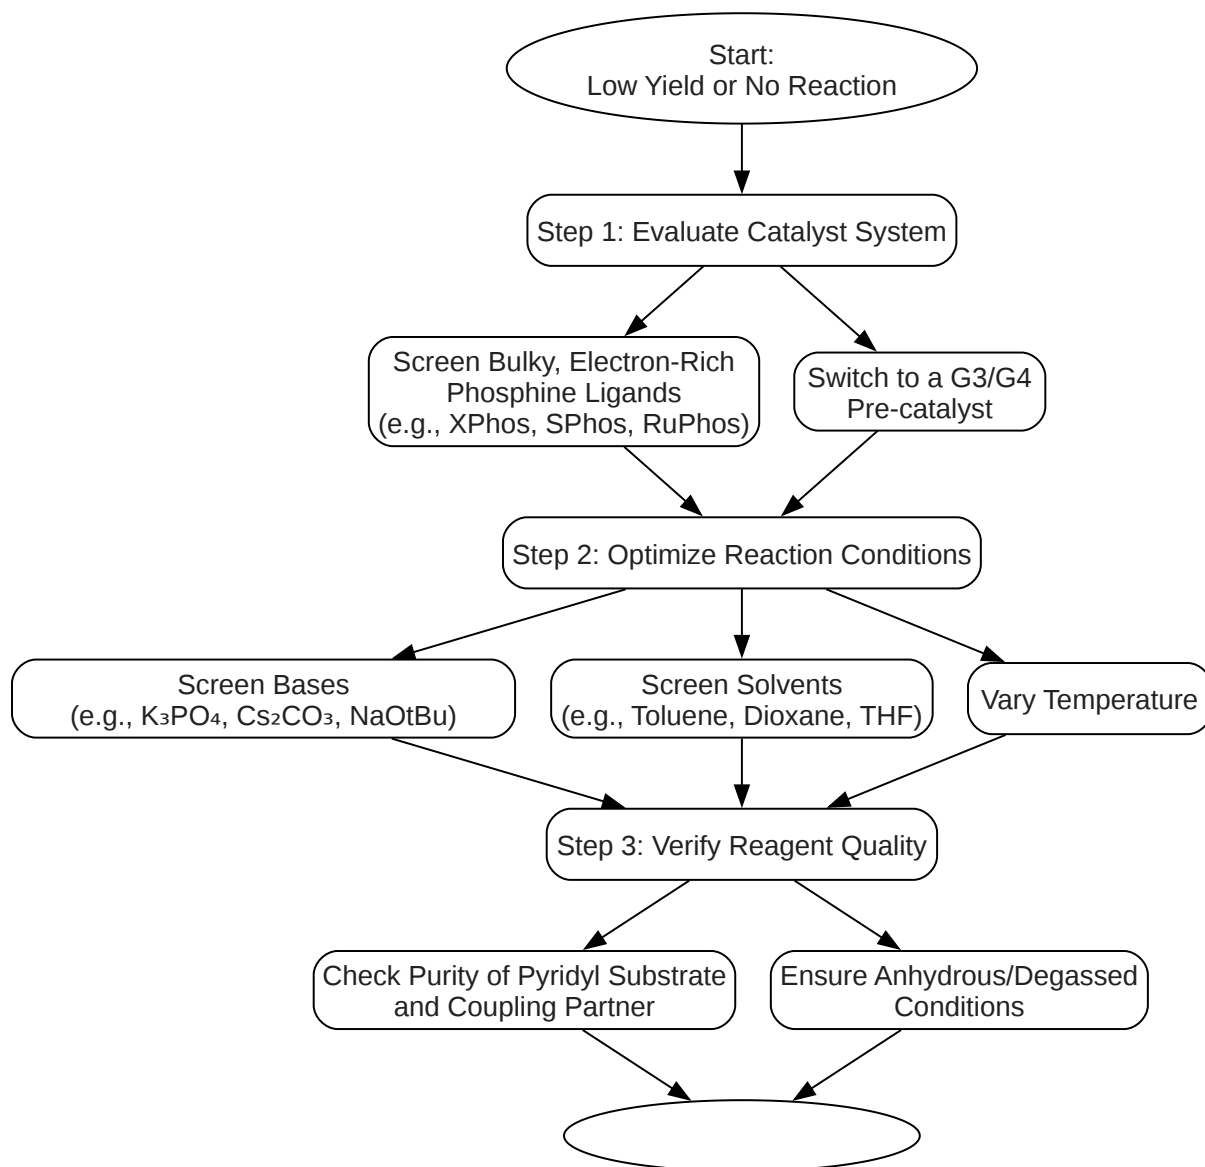 Start:
Low Yield or No Reaction
Step 1: Evaluate Catalyst System
Screen Bulky, Electron-Rich
Phosphine Ligands
(e.g., XPhos, SPhos, RuPhos)
Switch to a G3/G4
Pre-catalyst
Step 2: Optimize Reaction Conditions
Screen Bases
(e.g., K₃PO₄, Cs₂CO₃, NaOtBu)
Screen Solvents
(e.g., Toluene, Dioxane, THF)
Vary Temperature
Step 3: Verify Reagent Quality
Check Purity of Pyridyl Substrate
and Coupling Partner
Ensure Anhydrous/Degassed
Conditions